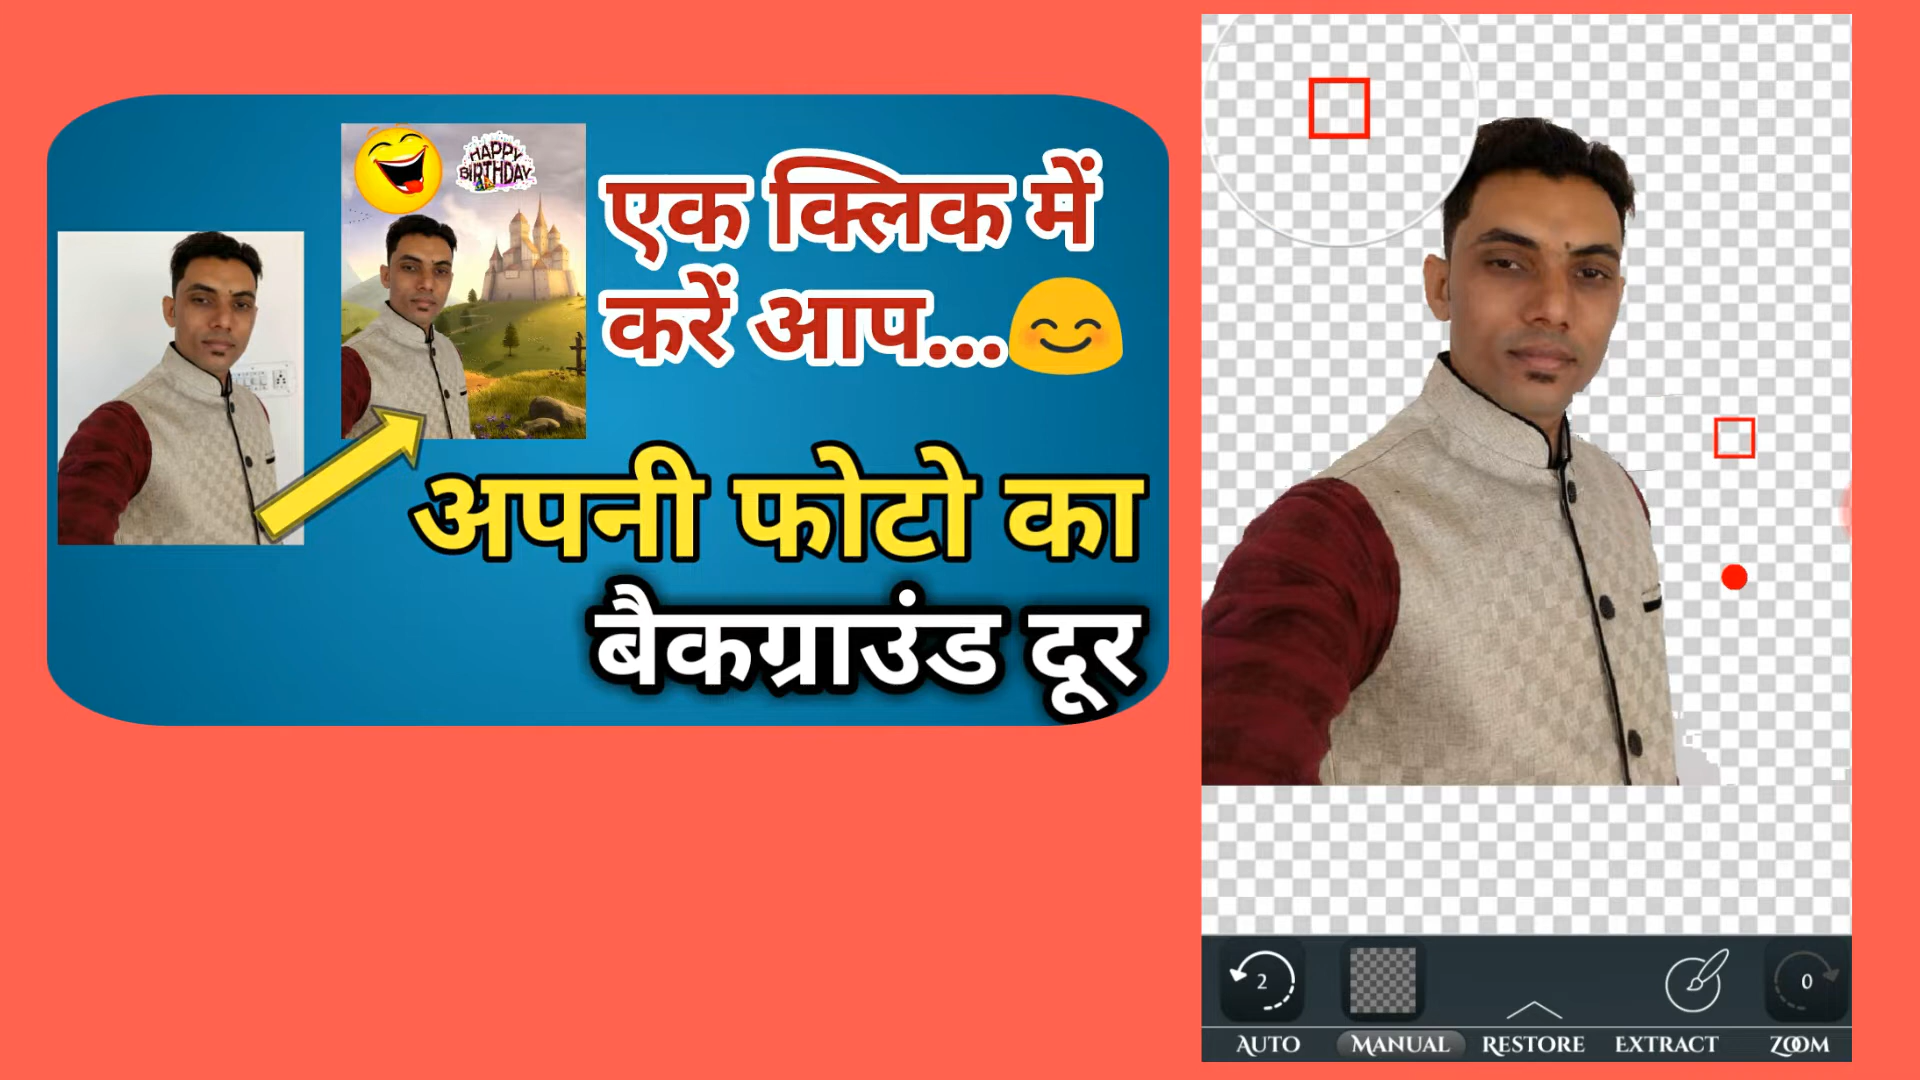 HAPPY
BIRTHDAY
एक क्लिक में
करें आप...
अपनी फोटो का
बैकग्राउंड दूर
2
0
AUTO
MANUAL
RESTORE
EXTRACT
ZOOM